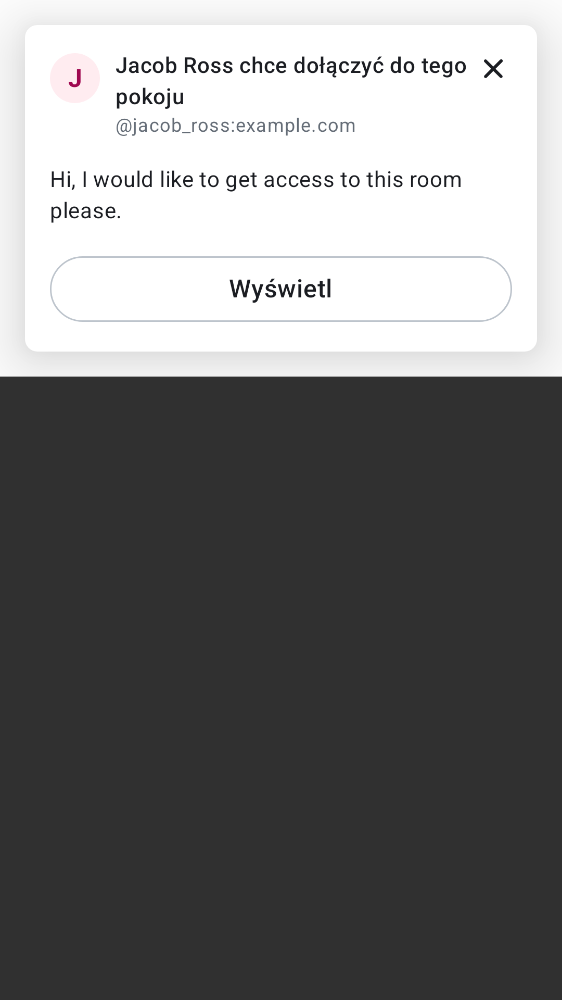 J
Jacob Ross chce dołączyć do tego
pokoju
@jacob_ross:example.com
Hi, I would like to get access to this room
please.
Wyświetl